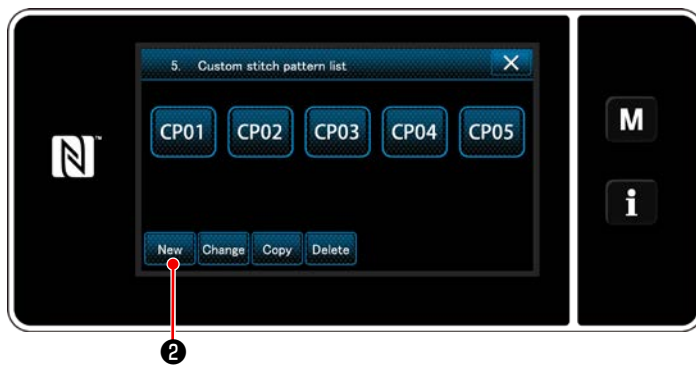 5. Custom stitch pattern list
CP01 CP02 CP03 CP04 CP05
M
i
New Change Copy Delete
❷